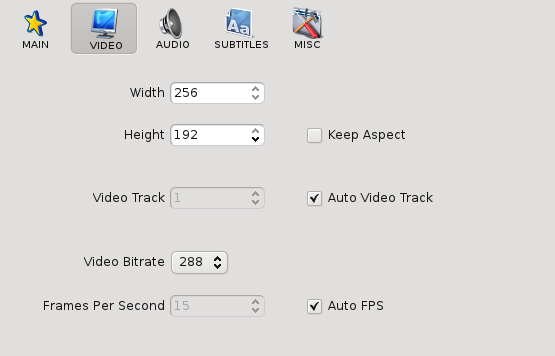 MAIN VIDEO AUDIO SUBTITLES MISC
Width 256
Height 192 Keep Aspect
Video Track 1 Auto Video Track
Video Bitrate 288
Frames Per Second 15 Auto FPS